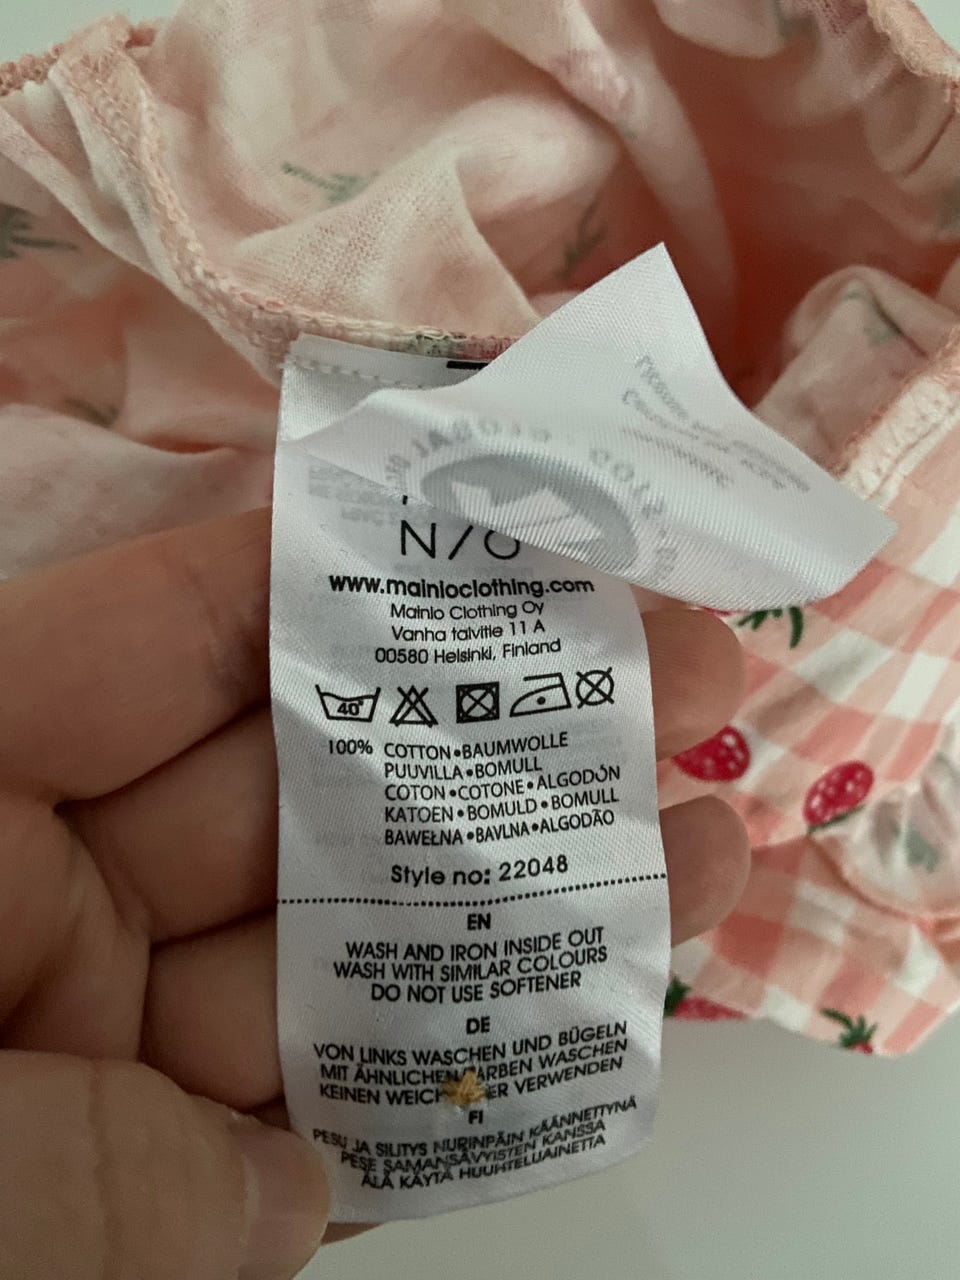 GLOBAL
N/O
www.mainioclothing.com
Mainio Clothing Oy
Vanha talvitie 11 A
00580 Helsinki, Finland
40°
100% COTTON•BAUMWOLLE
PUUVILLA•BOMULL
COTON•COTONE•ALGODÓN
KATOEN•BOMULD•BOMULL
BAWEŁNA•BAVLNA•ALGODÃO
Style no: 22048
EN
WASH AND IRON INSIDE OUT
WASH WITH SIMILAR COLOURS
DO NOT USE SOFTENER
DE
VON LINKS WASCHEN UND BÜGELN
MIT ÄHNLICHEN FARBEN WASCHEN
KEINEN VERWENDEN
FI
PESU JA SILITYS NURINPÄIN KÄÄNNETTYNÄ
PESE SAMANSÄVYISTEN KANSSA
ÄLÄ KÄYTÄ HUUHTELUAINETTA